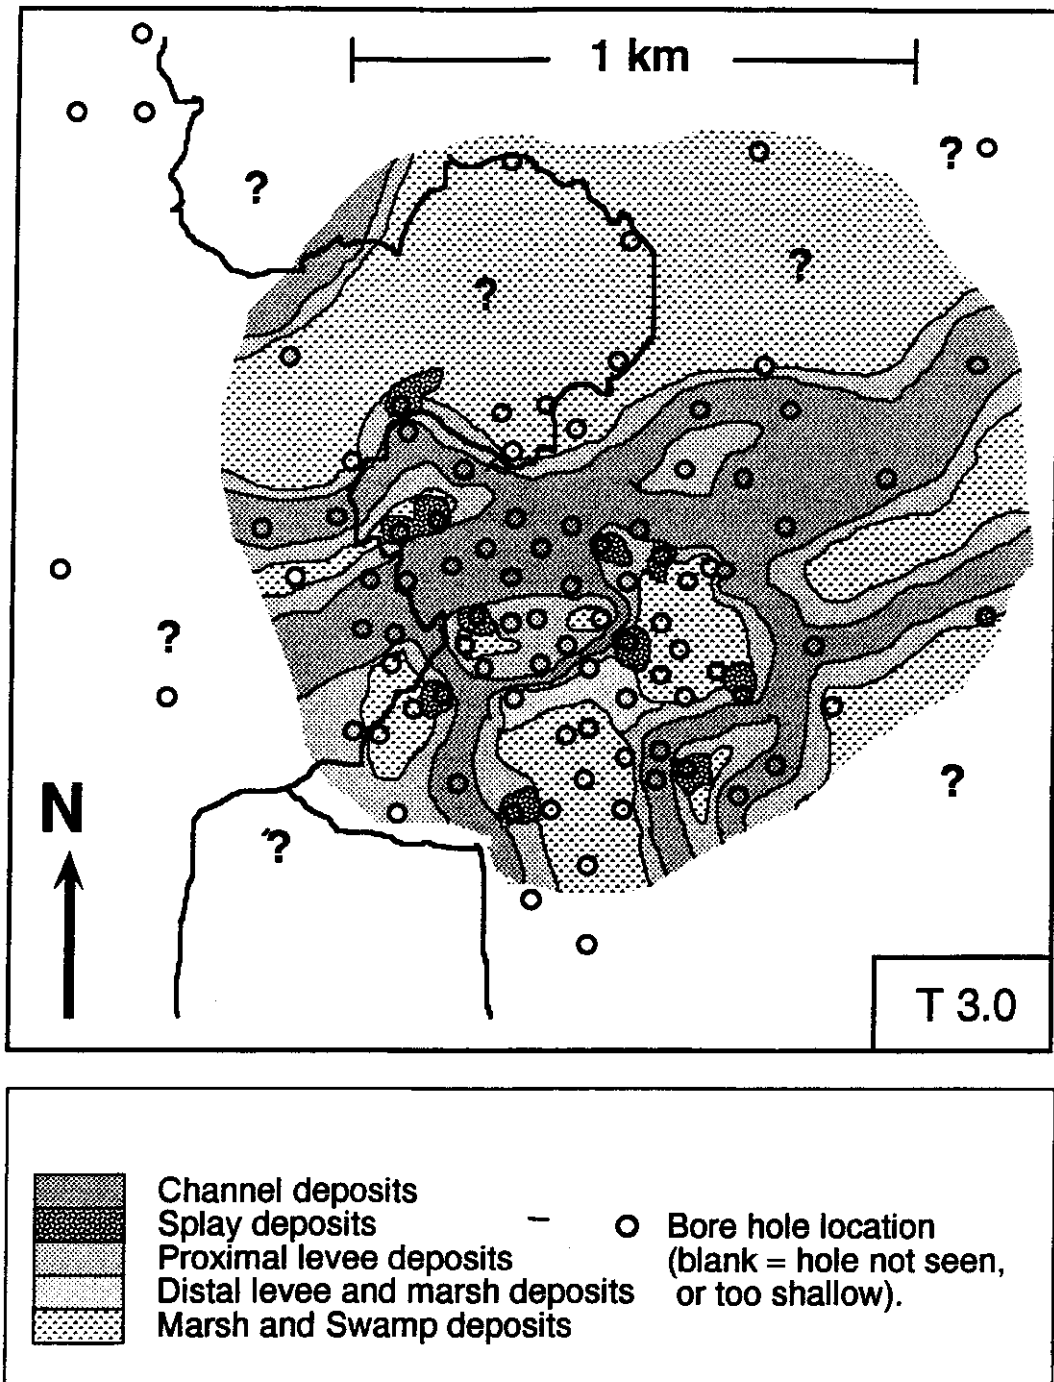 1 km
? ?
?
?
?
N
?
?
T 3.0
Channel deposits
Splay deposits
Proximal levee deposits
Distal levee and marsh deposits
Marsh and Swamp deposits
Bore hole location
(blank = hole not seen,
or too shallow).